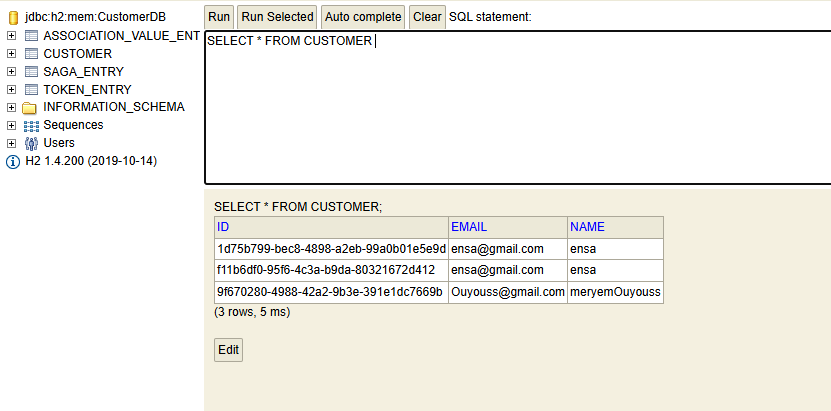 jdbc:h2:mem:CustomerDB
ASSOCIATION_VALUE_ENT
CUSTOMER
SAGA_ENTRY
TOKEN_ENTRY
INFORMATION_SCHEMA
Sequences
Users
H2 1.4.200 (2019-10-14)
Run Run Selected Auto complete Clear SQL statement:
SELECT * FROM CUSTOMER
SELECT * FROM CUSTOMER;
ID EMAIL NAME
1d75b799-bec8-4898-a2eb-99a0b01e5e9d ensa@gmail.com ensa
f11b6df0-95f6-4c3a-b9da-80321672d412 ensa@gmail.com ensa
9f670280-4988-42a2-9b3e-391e1dc7669b Ouyouss@gmail.com meryemOuyouss
(3 rows, 5 ms)
Edit